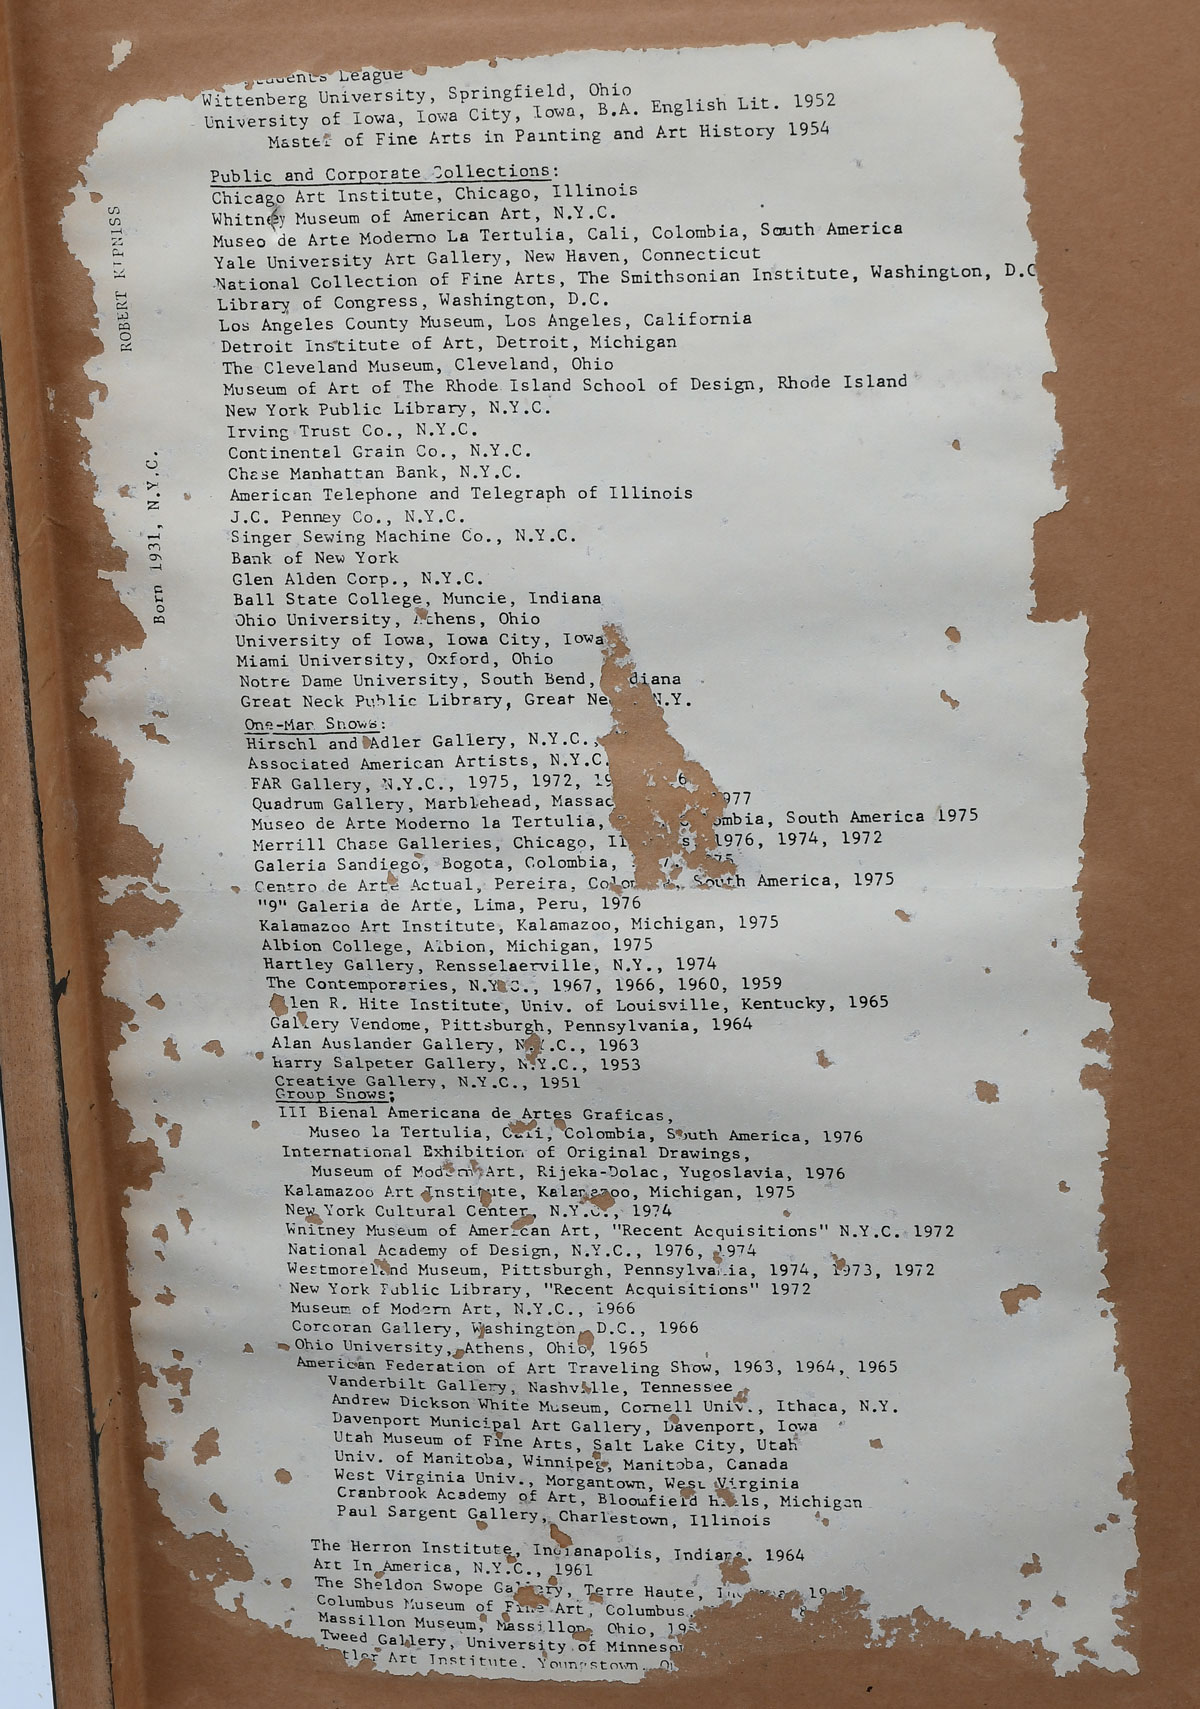 ROBERT KIPNISS
Born 1931, N.Y.C.
Students League
Wittenberg University, Springfield, Ohio
University of Iowa, Iowa City, Iowa, B.A. English Lit. 1952
Master of Fine Arts in Painting and Art History 1954
Public and Corporate Collections:
Chicago Art Institute, Chicago, Illinois
Whitney Museum of American Art, N.Y.C.
Museo de Arte Moderno La Tertulia, Cali, Colombia, South America
Yale University Art Gallery, New Haven, Connecticut
National Collection of Fine Arts, The Smithsonian Institute, Washington, D.C
Library of Congress, Washington, D.C.
Los Angeles County Museum, Los Angeles, California
Detroit Institute of Art, Detroit, Michigan
The Cleveland Museum, Cleveland, Ohio
Museum of Art of The Rhode Island School of Design, Rhode Island
New York Public Library, N.Y.C.
Irving Trust Co., N.Y.C.
Continental Grain Co., N.Y.C.
Chase Manhattan Bank, N.Y.C.
American Telephone and Telegraph of Illinois
J.C. Penney Co., N.Y.C.
Singer Sewing Machine Co., N.Y.C.
Bank of New York
Glen Alden Corp., N.Y.C.
Ball State College, Muncie, Indiana
Ohio University, Athens, Ohio
University of Iowa, Iowa City, Iowa
Miami University, Oxford, Ohio
Notre Dame University, South Bend, diana
Great Neck Public Library, Great Ne N.Y.
One-Man Shows:
Hirschl and Adler Gallery, N.Y.C.,
Associated American Artists, N.Y.C.
FAR Gallery, N.Y.C., 1975, 1972, 19 6
Quadrum Gallery, Marblehead, Massac 977
Museo de Arte Moderno la Tertulia, ombia, South America 1975
Merrill Chase Galleries, Chicago, Il s, 1976, 1974, 1972
Galeria Sandiego, Bogota, Colombia, 75
Centro de Arte Actual, Pereira, Colom South America, 1975
"9" Galeria de Arte, Lima, Peru, 1976
Kalamazoo Art Institute, Kalamazoo, Michigan, 1975
Albion College, Albion, Michigan, 1975
Hartley Gallery, Rensselaerville, N.Y., 1974
The Contemporaries, N.Y.C., 1967, 1966, 1960, 1959
Allen R. Hite Institute, Univ. of Louisville, Kentucky, 1965
Gallery Vendome, Pittsburgh, Pennsylvania, 1964
Alan Auslander Gallery, N.Y.C., 1963
Harry Salpeter Gallery, N.Y.C., 1953
Creative Gallery, N.Y.C., 1951
Group Shows:
III Bienal Americana de Artes Graficas,
Museo la Tertulia, Cali, Colombia, South America, 1976
International Exhibition of Original Drawings,
Museum of Modern Art, Rijeka-Dolac, Yugoslavia, 1976
Kalamazoo Art Institute, Kalamazoo, Michigan, 1975
New York Cultural Center, N.Y.C., 1974
Whitney Museum of American Art, "Recent Acquisitions" N.Y.C. 1972
National Academy of Design, N.Y.C., 1976, 1974
Westmoreland Museum, Pittsburgh, Pennsylvania, 1974, 1973, 1972
New York Public Library, "Recent Acquisitions" 1972
Museum of Modern Art, N.Y.C., 1966
Corcoran Gallery, Washington, D.C., 1966
Ohio University, Athens, Ohio, 1965
American Federation of Art Traveling Show, 1963, 1964, 1965
Vanderbilt Gallery, Nashville, Tennessee
Andrew Dickson White Museum, Cornell Univ., Ithaca, N.Y.
Davenport Municipal Art Gallery, Davenport, Iowa
Utah Museum of Fine Arts, Salt Lake City, Utah
Univ. of Manitoba, Winnipeg, Manitoba, Canada
West Virginia Univ., Morgantown, West Virginia
Cranbrook Academy of Art, Bloomfield Hills, Michigan
Paul Sargent Gallery, Charlestown, Illinois
The Herron Institute, Indianapolis, Indiana. 1964
Art In America, N.Y.C., 1961
The Sheldon Swope Gallery, Terre Haute,
Columbus Museum of Fine Art, Columbus
Massillon Museum, Massillon, Ohio, 195
Tweed Gallery, University of Minneso
tler Art Institute, Youngstown,